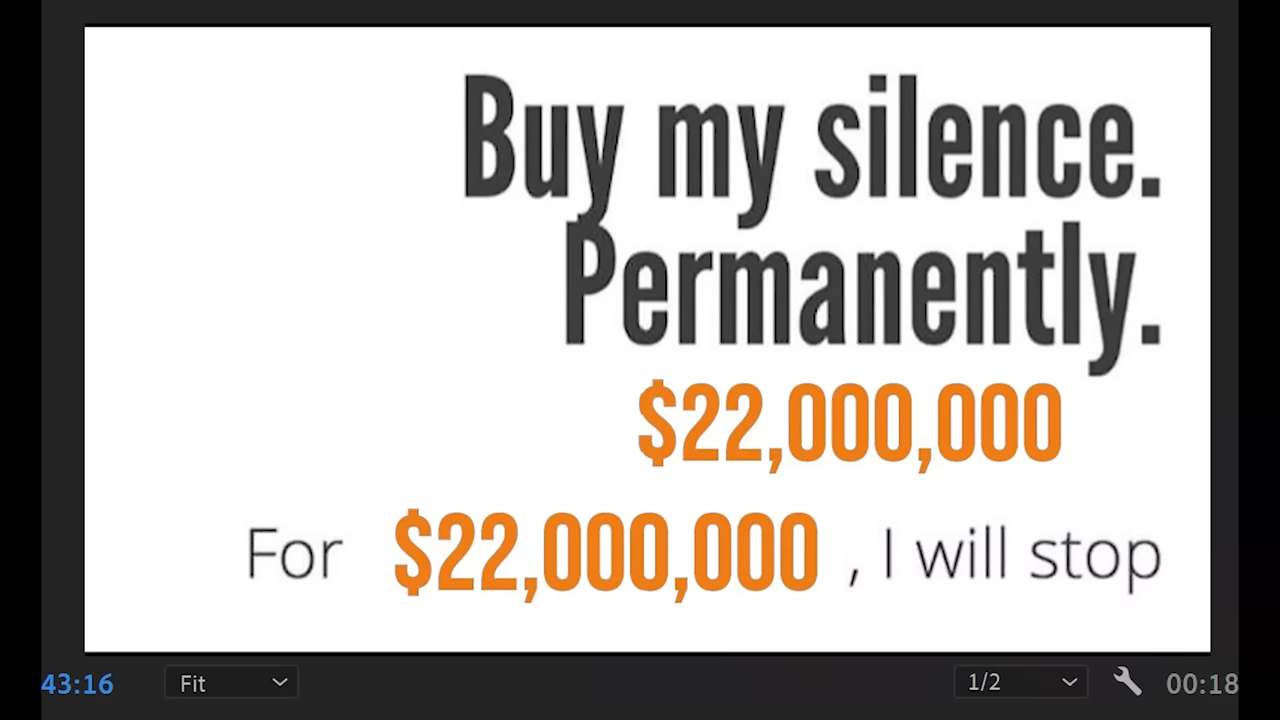 Buy my silence.
Permanently.
$22,000,000
For $22,000,000 , I will stop
43:16 Fit 1/2 00:18